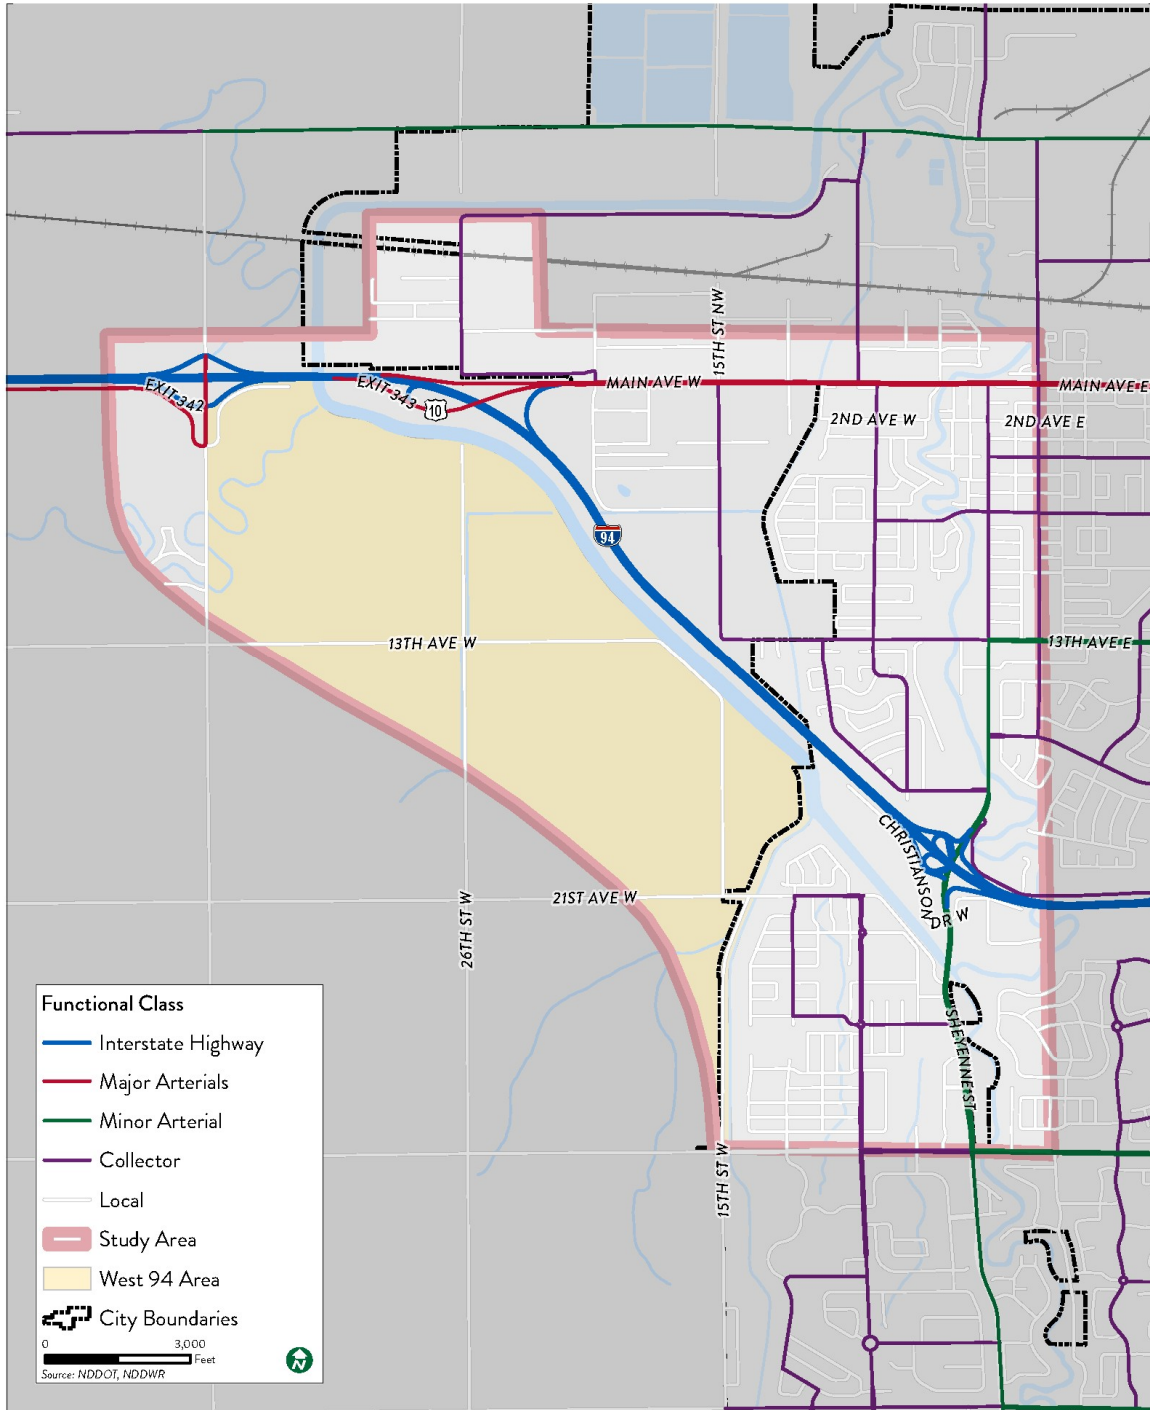 15TH ST NW
MAIN AVE W
MAIN AVE E
EXIT 342
EXIT 343
10
2ND AVE W
2ND AVE E
94
13TH AVE W
13TH AVE E
CHRISTIANSON
DR W
21ST AVE W
26TH ST W
SHEYENNE ST
15TH ST W
Functional Class
Interstate Highway
Major Arterials
Minor Arterial
Collector
Local
Study Area
West 94 Area
City Boundaries
0 3,000
Feet
Source: NDDOT, NDDWR
N